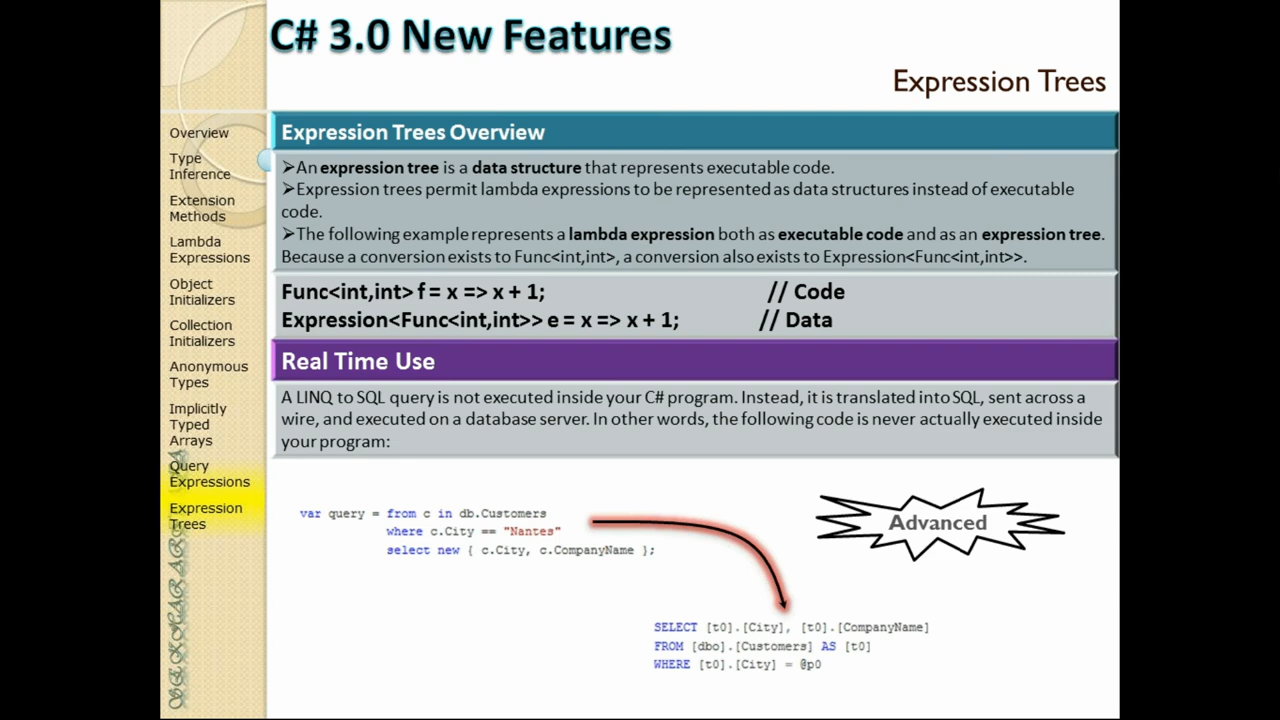 C# 3.0 New Features
Expression Trees
Overview
Type
Inference
Extension
Methods
Lambda
Expressions
Object
Initializers
Collection
Initializers
Anonymous
Types
Implicitly
Typed
Arrays
Query
Expressions
Expression
Trees
Expression Trees Overview
➢An expression tree is a data structure that represents executable code.
➢Expression trees permit lambda expressions to be represented as data structures instead of executable
code.
➢The following example represents a lambda expression both as executable code and as an expression tree.
Because a conversion exists to Func<int,int>, a conversion also exists to Expression<Func<int,int>>.
Func<int,int> f = x => x + 1; // Code
Expression<Func<int,int>> e = x => x + 1; // Data
Real Time Use
A LINQ to SQL query is not executed inside your C# program. Instead, it is translated into SQL, sent across a
wire, and executed on a database server. In other words, the following code is never actually executed inside
your program:
var query = from c in db.Customers
where c.City == "Nantes"
select new { c.City, c.CompanyName };
Advanced
SELECT [t0].[City], [t0].[CompanyName]
FROM [dbo].[Customers] AS [t0]
WHERE [t0].[City] = @p0